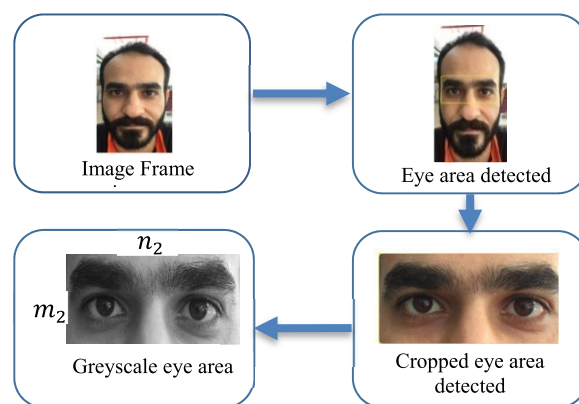 Image Frame
Eye area detected
n₂
m₂
Greyscale eye area
Cropped eye area
detected